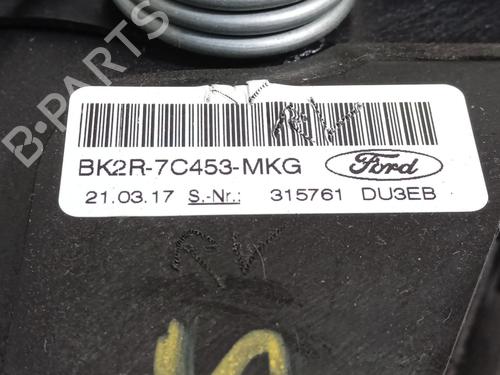 B-PARTS
BK2R-7C453-MKG Ford
21.03.17 S.-Nr.: 315761 DU3EB